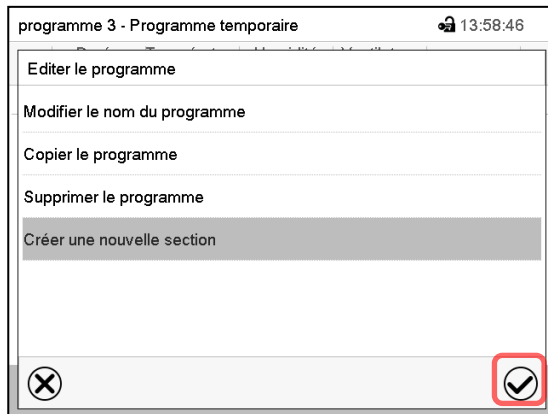 programme 3 - Programme temporaire 13:58:46
Editer le programme
Modifier le nom du programme
Copier le programme
Supprimer le programme
Créer une nouvelle section